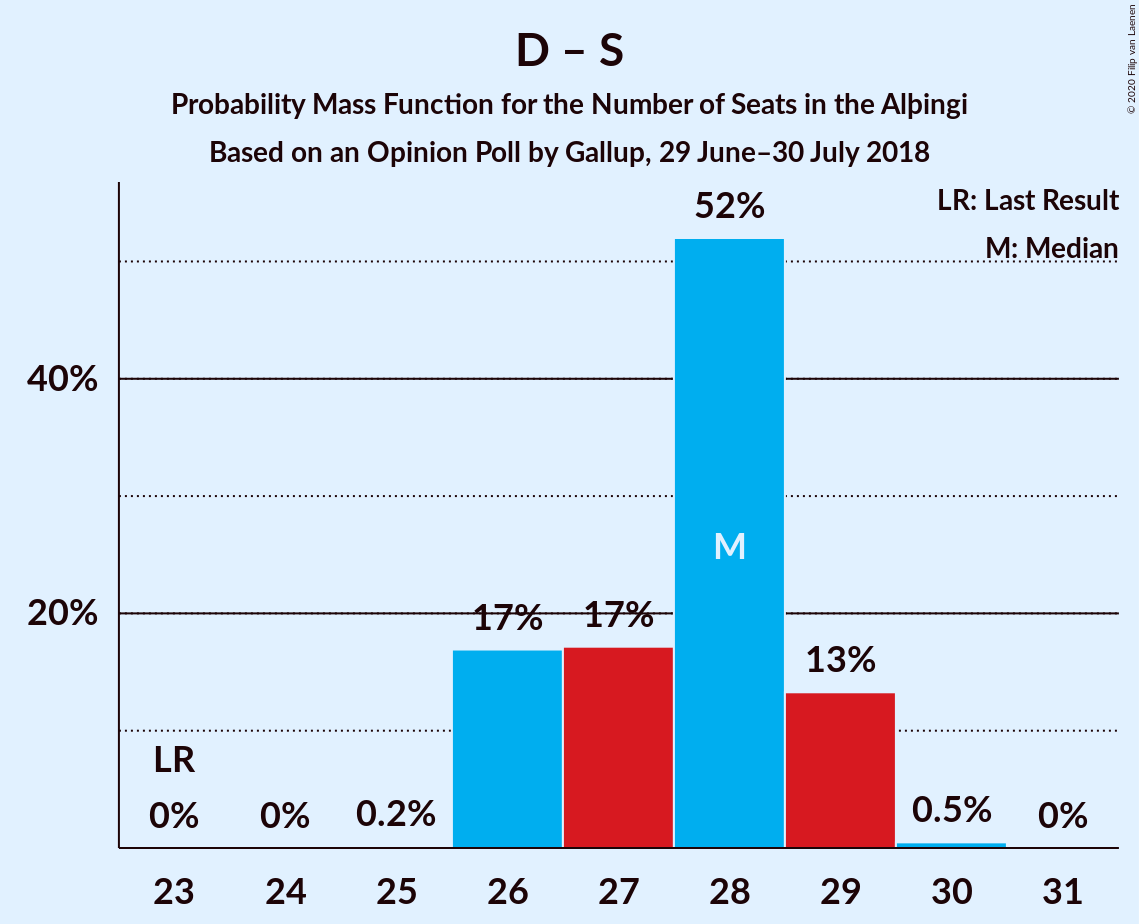 D – S
Probability Mass Function for the Number of Seats in the Alþingi
Based on an Opinion Poll by Gallup, 29 June–30 July 2018
© 2020 Filip van Laenen
LR: Last Result
M: Median
52%
40%
M
20%
17% 17%
13%
LR
0% 0% 0.2% 0.5% 0%
23 24 25 26 27 28 29 30 31